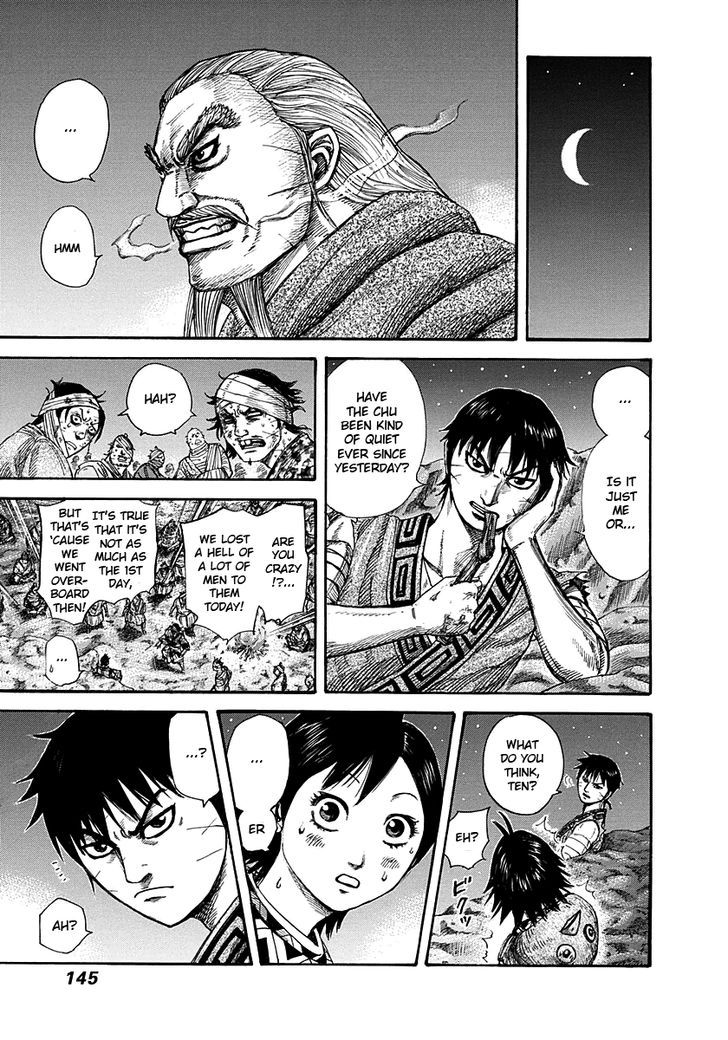 ...
HMM
...
IS IT
JUST
ME OR...
HAVE
THE CHU
BEEN KIND
OF QUIET
EVER SINCE
YESTERDAY?
HAH?
ARE
YOU
CRAZY
!?...
WE LOST
A HELL OF
A LOT OF
MEN TO
THEM
TODAY!
IT'S TRUE
THAT IT'S
NOT AS
MUCH AS
THE 1ST
DAY,
BUT
THAT'S
'CAUSE
WE
WENT
OVER-
BOARD
THEN!
...
WHAT
DO YOU
THINK,
TEN?
EH?
ビクッ
...
ER
...?
AH?
145